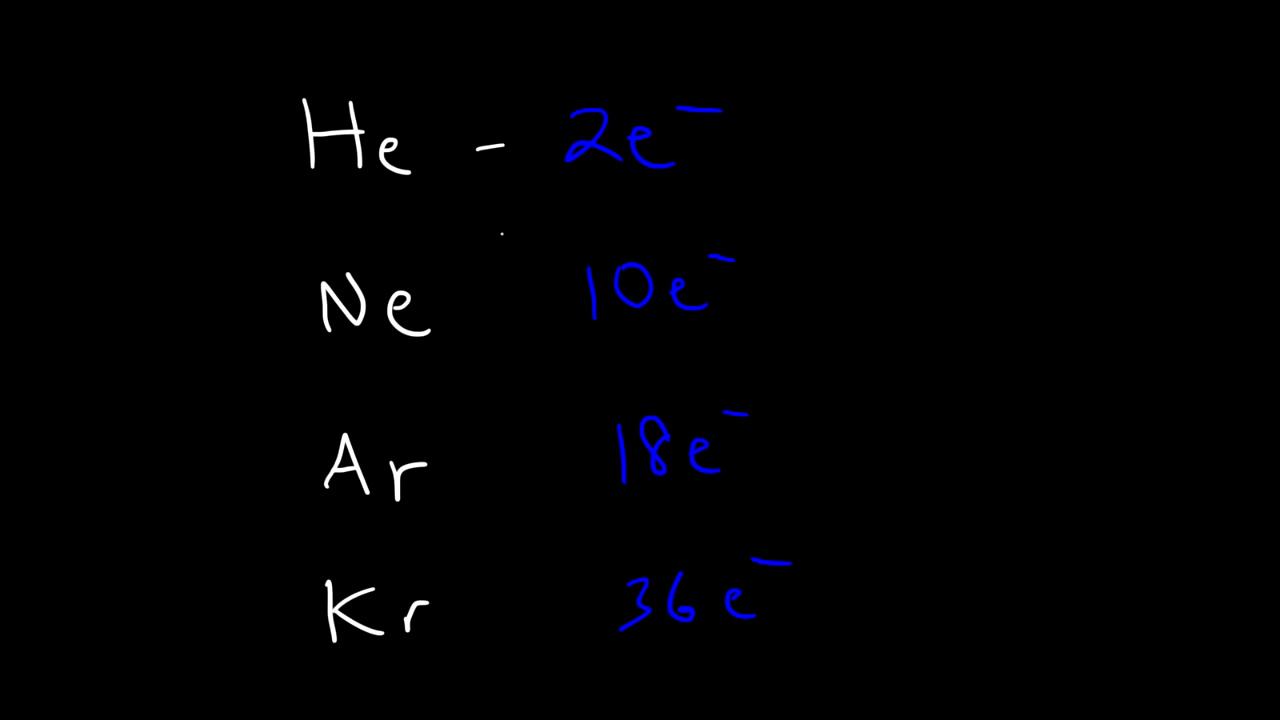 He - 2e⁻
Ne 10e⁻
Ar 18e⁻
Kr 36e⁻